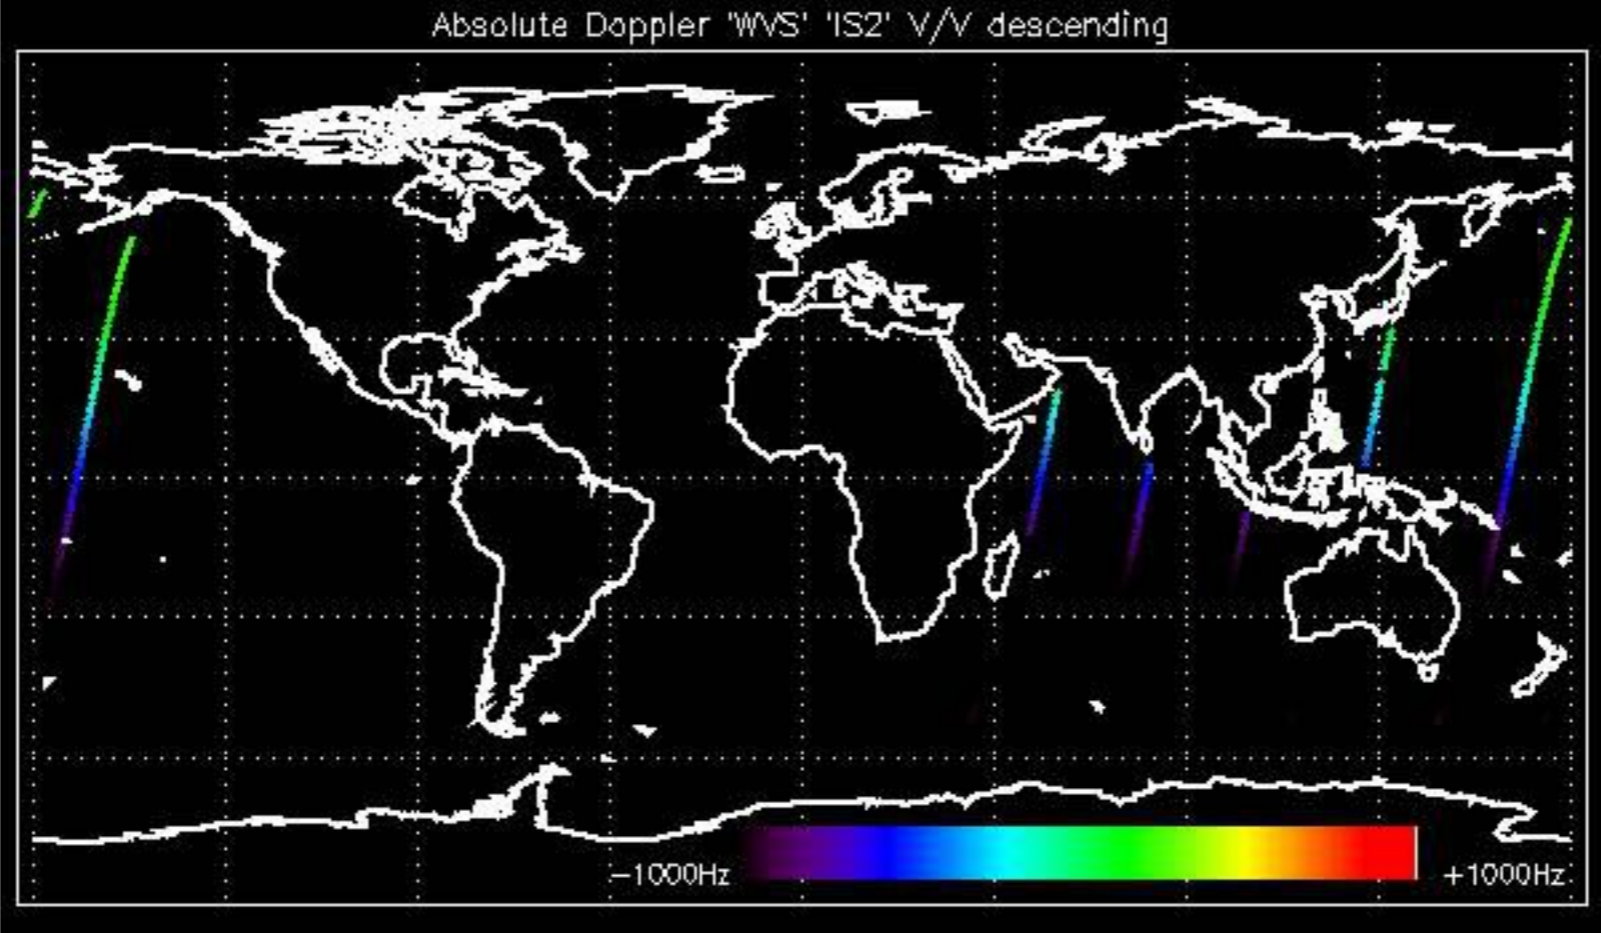 Absolute Doppler 'WVS' 'IS2' V/V descending
−1000Hz +1000Hz